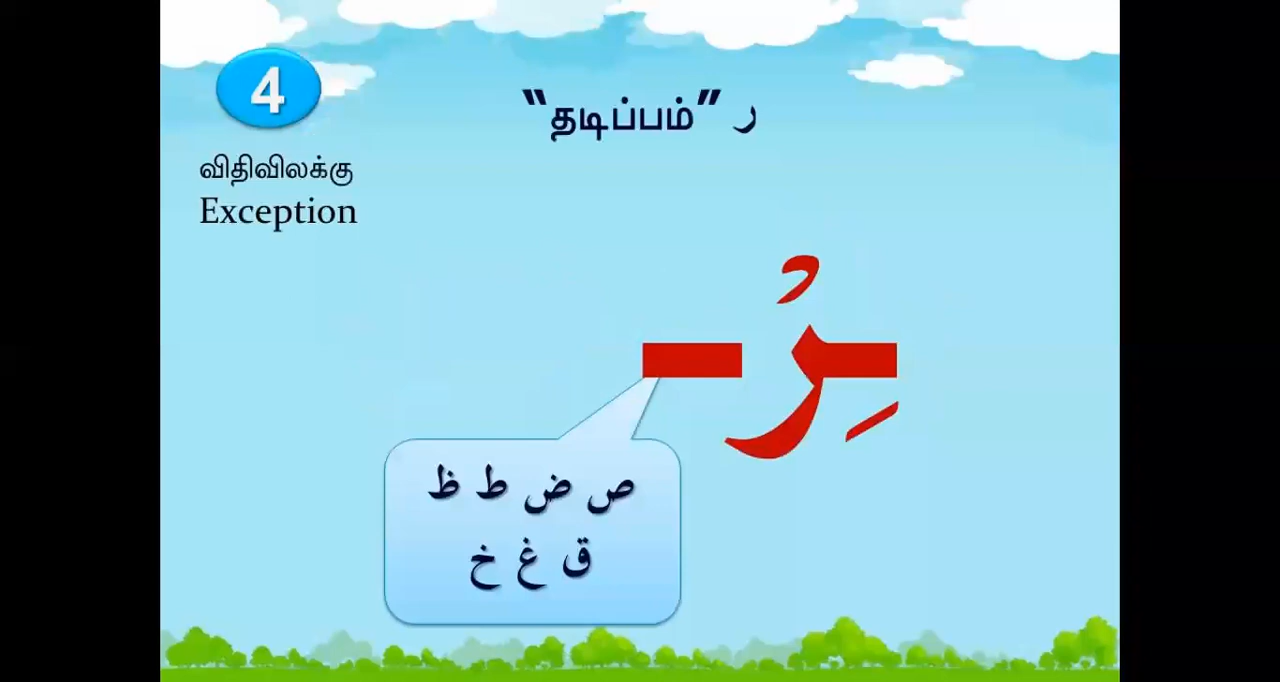 4
"தடிப்பம்" ر
விதிவிலக்கு
Exception
ـِرْ ـ
ص ض ط ظ
ق غ خ